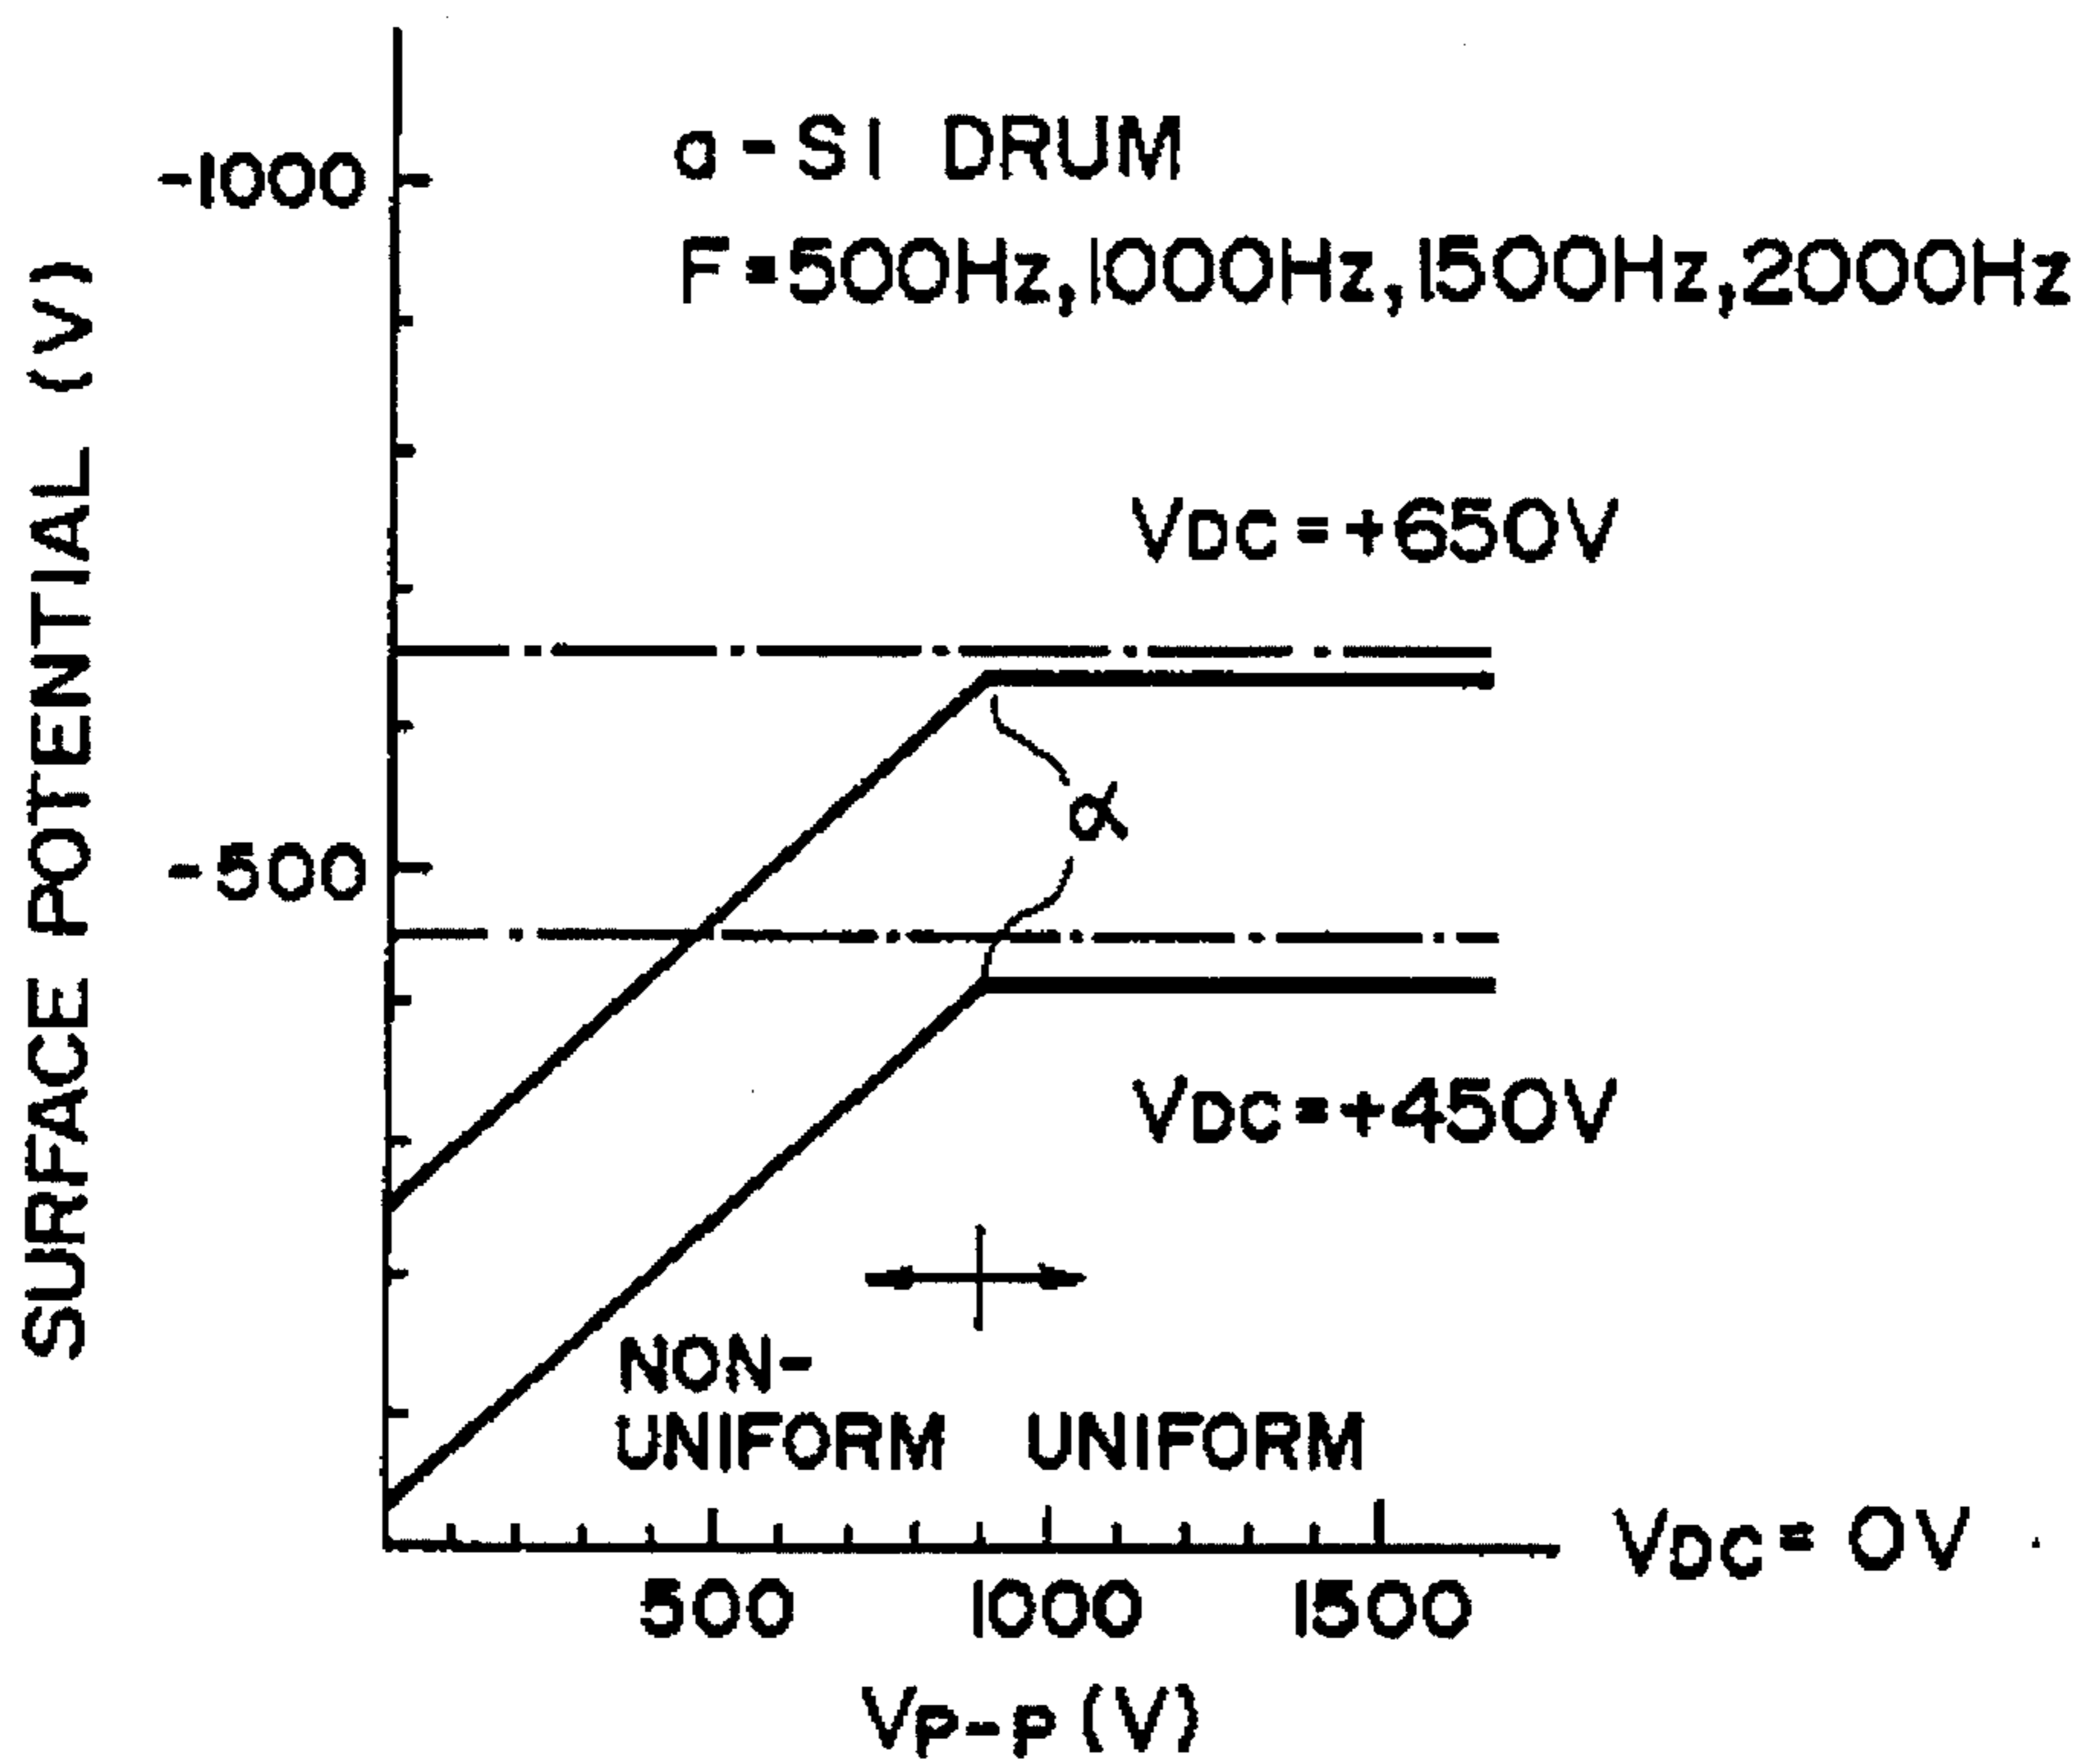 SURFACE POTENTIAL (V)
-1000
-500
a-SI DRUM
F=500Hz,1000Hz,1500Hz,2000Hz
VDC=+650V
α
VDC=+450V
NON-
UNIFORM UNIFORM
VDC= 0V
500 1000 1500
VP-P(V)